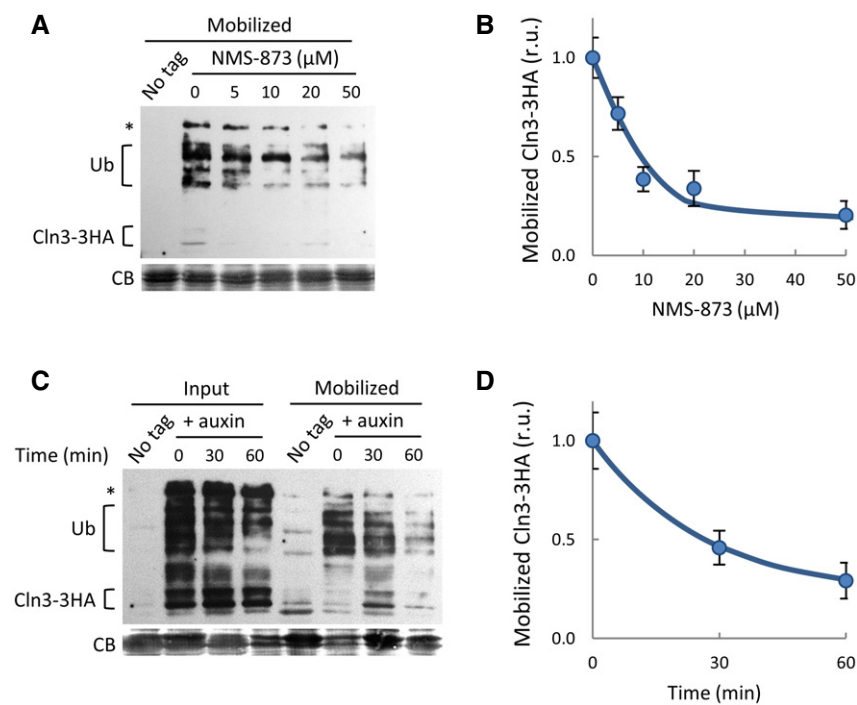 A
Mobilized
No tag
NMS-873 (µM)
0 5 10 20 50
*
Ub
Cln3-3HA
CB
B
Mobilized Cln3-3HA (r.u.)
1.0
0.5
0.0
0 10 20 30 40 50
NMS-873 (µM)
C
Input Mobilized
No tag + auxin No tag + auxin
Time (min) 0 30 60 0 30 60
*
Ub
Cln3-3HA
CB
D
Mobilized Cln3-3HA (r.u.)
1.0
0.5
0.0
0 30 60
Time (min)